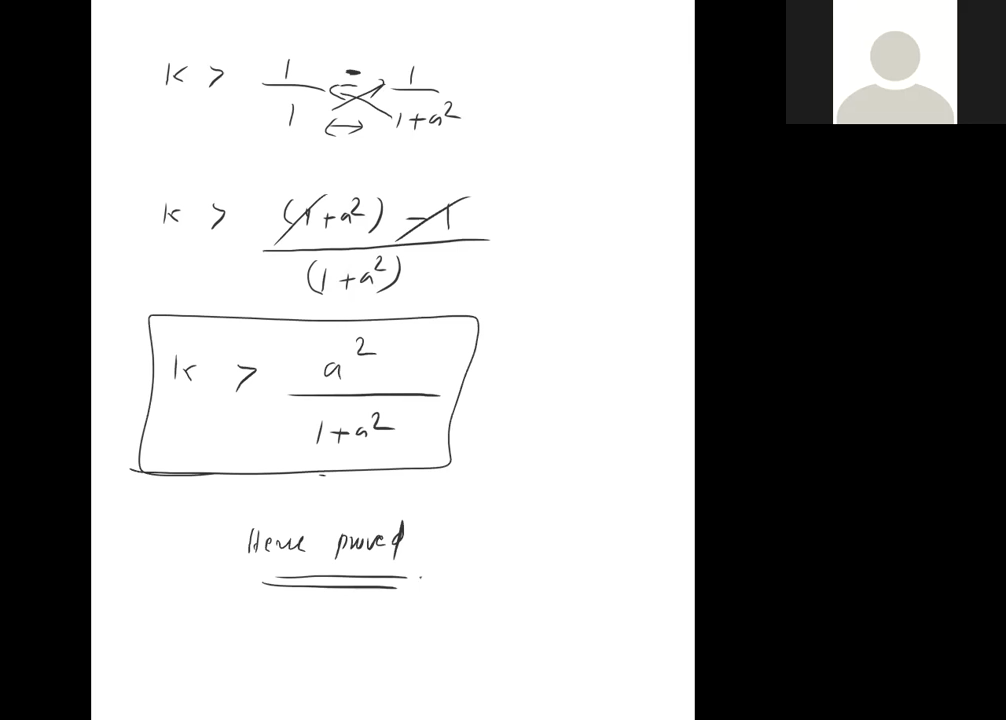 K > 1/1 - 1/1+a²
K > (1+a²) - 1/(1+a²)
K > a²/1+a²
Hence proved